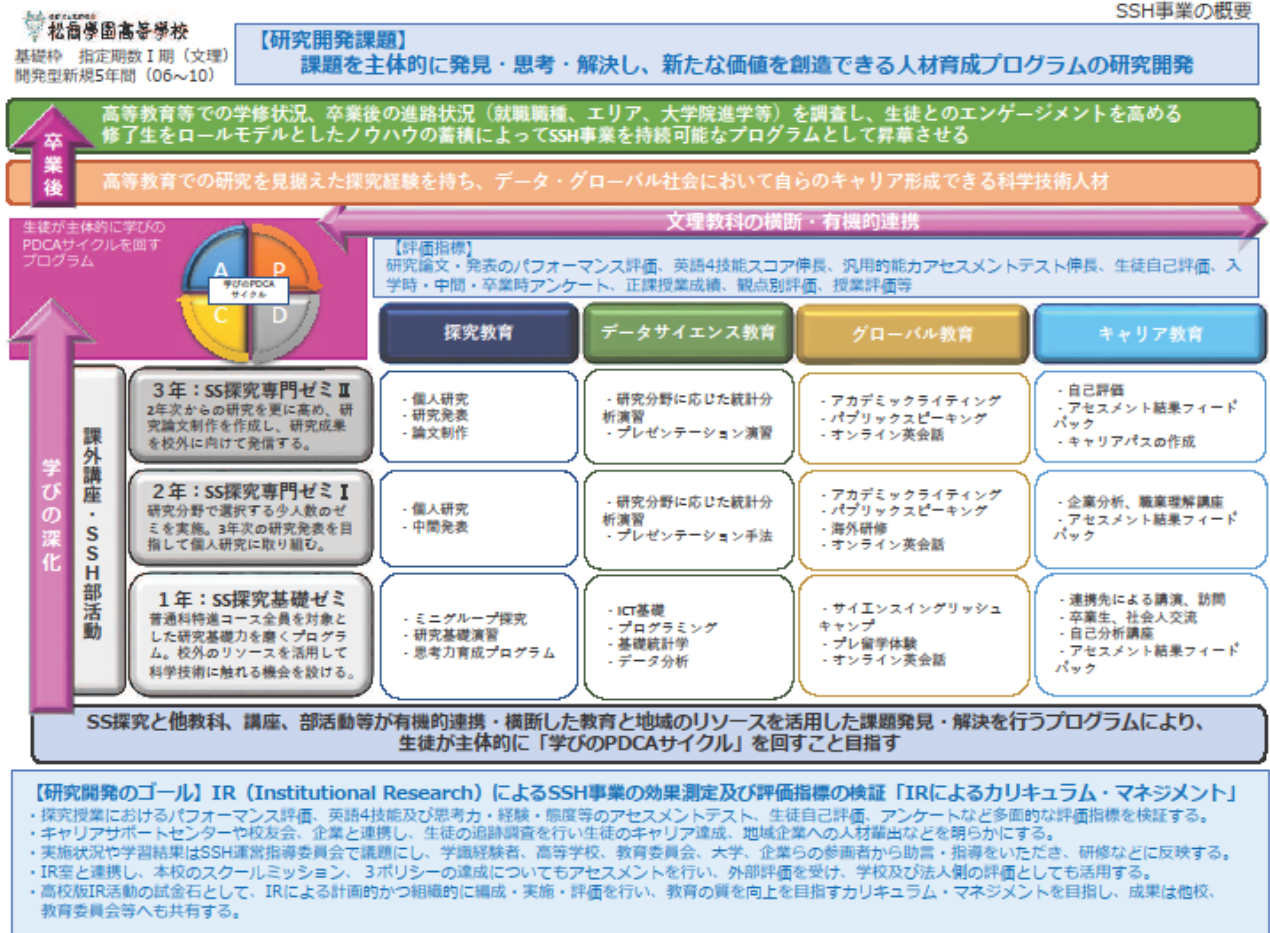 SSH事業の概要
松商学園高等学校
基礎枠 指定期数Ⅰ期（文理）
開発型新規5年間（06～10）
【研究開発課題】
課題を主体的に発見・思考・解決し、新たな価値を創造できる人材育成プログラムの研究開発
卒業後
高等教育等での学修状況、卒業後の進路状況（就職職種、エリア、大学院進学等）を調査し、生徒とのエンゲージメントを高める
修了生をロールモデルとしたノウハウの蓄積によってSSH事業を持続可能なプログラムとして昇華させる
高等教育での研究を見据えた探究経験を持ち、データ・グローバル社会において自らのキャリア形成できる科学技術人材
文理教科の横断・有機的連携
生徒が主体的に学びの
PDCAサイクルを回す
プログラム
A
P
学びのPDCA
サイクル
C
D
【評価指標】
研究論文・発表のパフォーマンス評価、英語4技能スコア伸長、汎用的能力アセスメントテスト伸長、生徒自己評価、入
学時・中間・卒業時アンケート、正課授業成績、観点別評価、授業評価等
探究教育
データサイエンス教育
グローバル教育
キャリア教育
学びの深化
課外講座・SSH部活動
3年：SS探究専門ゼミⅡ
2年次からの研究を更に高め、研
究論文制作を作成し、研究成果
を校外に向けて発信する。
・個人研究
・研究発表
・論文制作
・研究分野に応じた統計分
析演習
・プレゼンテーション演習
・アカデミックライティング
・パブリックスピーキング
・オンライン英会話
・自己評価
・アセスメント結果フィード
バック
・キャリアパスの作成
2年：SS探究専門ゼミⅠ
研究分野で選択する少人数のゼ
ミを実施。3年次の研究発表を目
指して個人研究に取り組む。
・個人研究
・中間発表
・研究分野に応じた統計分
析演習
・プレゼンテーション手法
・アカデミックライティング
・パブリックスピーキング
・海外研修
・オンライン英会話
・企業分析、職業理解講座
・アセスメント結果フィード
バック
1年：SS探究基礎ゼミ
普通科特進コース全員を対象と
した研究基礎力を磨くプログラ
ム。校外のリソースを活用して
科学技術に触れる機会を設ける。
・ミニグループ探究
・研究基礎演習
・思考力育成プログラム
・ICT基礎
・プログラミング
・基礎統計学
・データ分析
・サイエンスイングリッシュ
キャンプ
・プレ留学体験
・オンライン英会話
・連携先による講演、訪問
・卒業生、社会人交流
・自己分析講座
・アセスメント結果フィード
バック
SS探究と他教科、講座、部活動等が有機的連携・横断した教育と地域のリソースを活用した課題発見・解決を行うプログラムにより、
生徒が主体的に「学びのPDCAサイクル」を回すこと目指す
【研究開発のゴール】IR（Institutional Research）によるSSH事業の効果測定及び評価指標の検証「IRによるカリキュラム・マネジメント」
・探究授業におけるパフォーマンス評価、英語4技能及び思考力・経験・態度等のアセスメントテスト、生徒自己評価、アンケートなど多面的な評価指標を検証する。
・キャリアサポートセンターや校友会、企業と連携し、生徒の追跡調査を行い生徒のキャリア達成、地域企業への人材輩出などを明らかにする。
・実施状況や学習結果はSSH運営指導委員会で議題にし、学識経験者、高等学校、教育委員会、大学、企業らの参画者から助言・指導をいただき、研修などに反映する。
・IR室と連携し、本校のスクールミッション、3ポリシーの達成についてもアセスメントを行い、外部評価を受け、学校及び法人側の評価としても活用する。
・高校版IR活動の試金石として、IRによる計画的かつ組織的に編成・実施・評価を行い、教育の質を向上を目指すカリキュラム・マネジメントを目指し、成果は他校、
教育委員会等へも共有する。